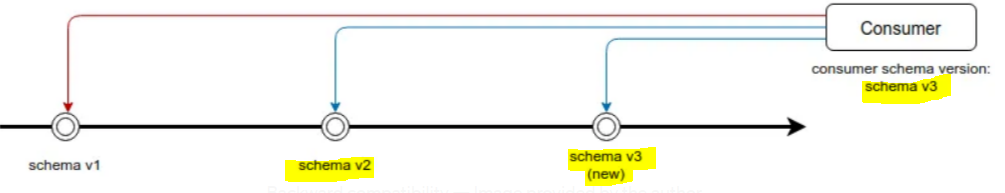 Consumer
consumer schema version:
schema v3
schema v1
schema v2
schema v3
(new)